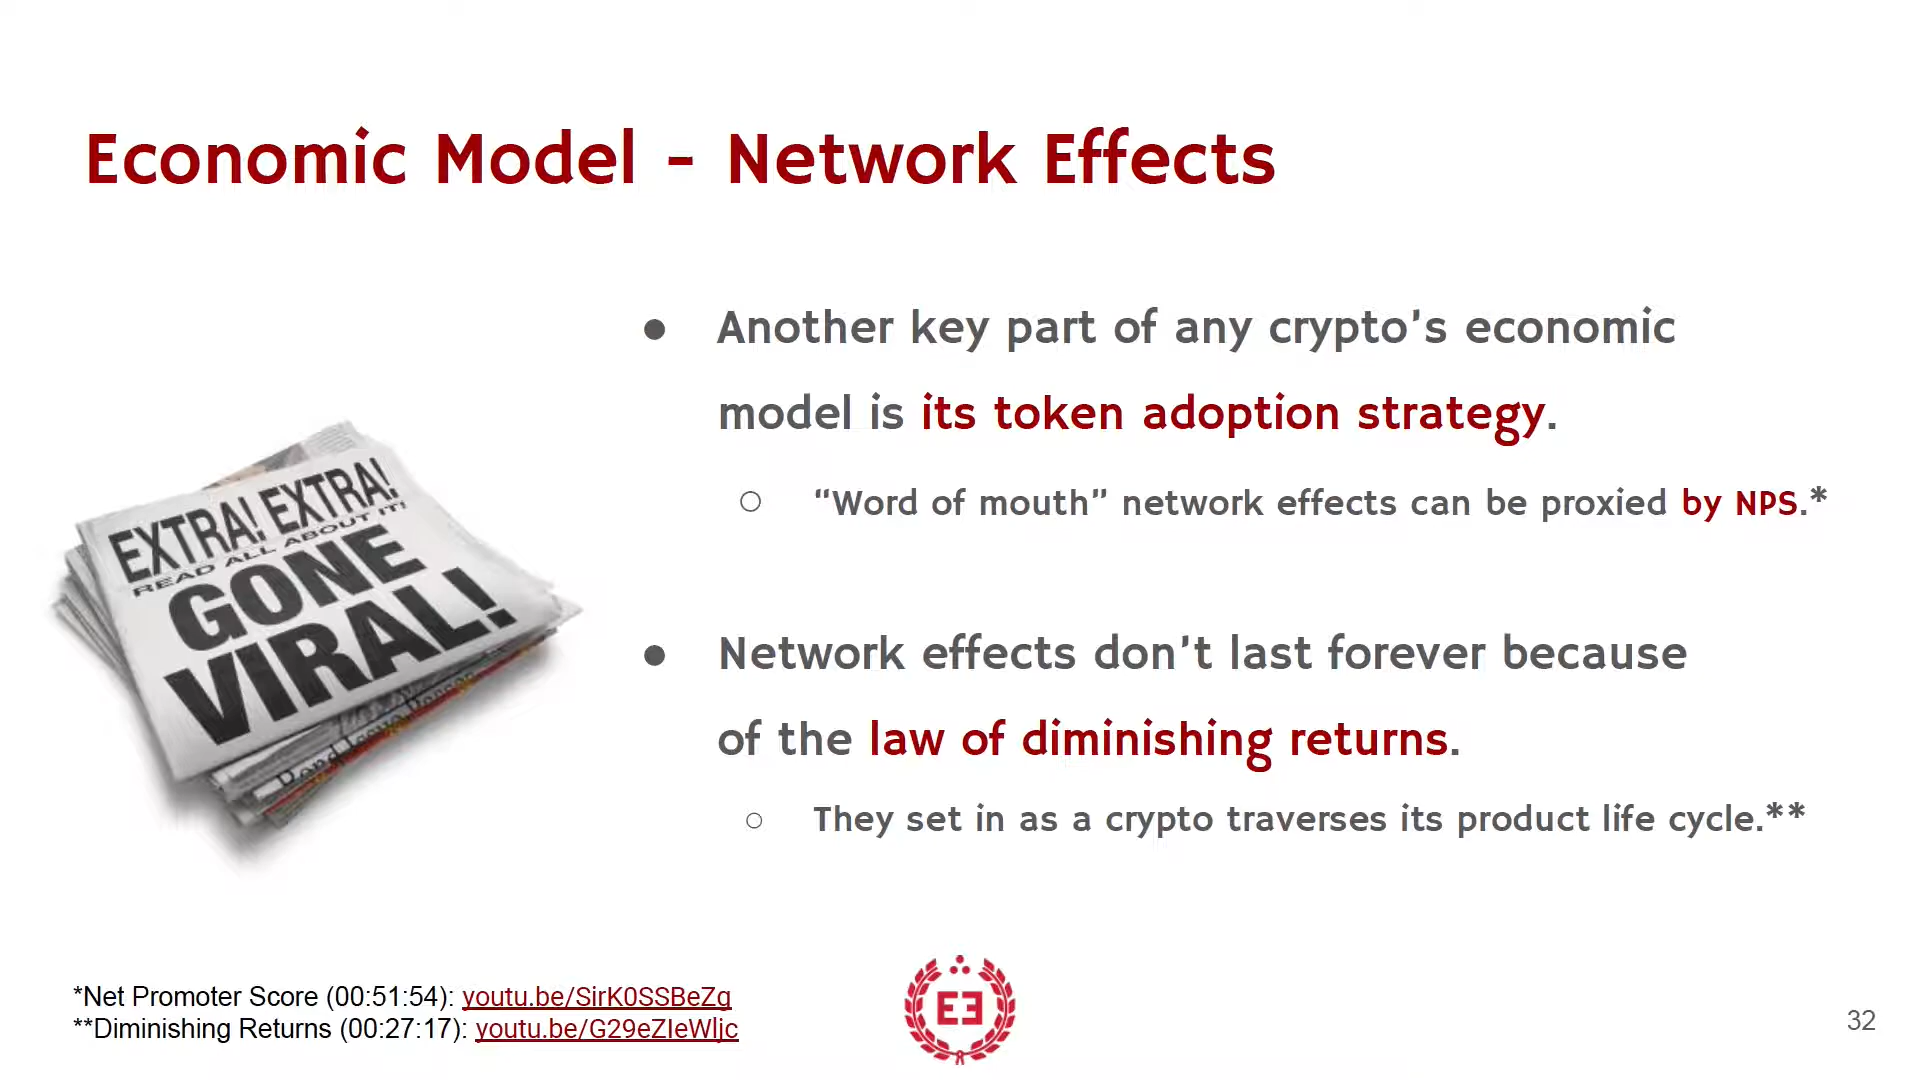 Economic Model - Network Effects
● Another key part of any crypto's economic
model is its token adoption strategy.
○ “Word of mouth” network effects can be proxied by NPS.*
EXTRA! EXTRA!
READ ALL ABOUT IT!
GONE
VIRAL!
● Network effects don't last forever because
of the law of diminishing returns.
○ They set in as a crypto traverses its product life cycle.**
*Net Promoter Score (00:51:54): youtu.be/SirK0SSBeZg
**Diminishing Returns (00:27:17): youtu.be/G29eZIeWljc
EE
32